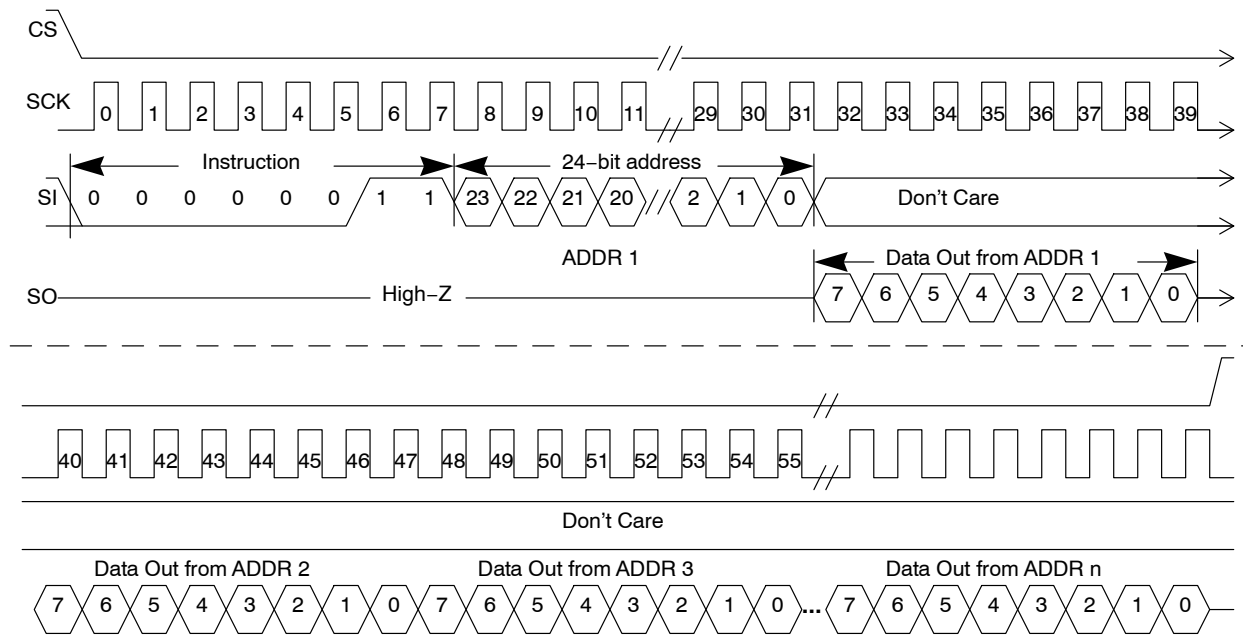 CS
SCK 0 1 2 3 4 5 6 7 8 9 10 11 29 30 31 32 33 34 35 36 37 38 39
Instruction 24−bit address
SI 0 0 0 0 0 0 1 1 23 22 21 20 2 1 0 Don't Care
ADDR 1 Data Out from ADDR 1
SO High−Z 7 6 5 4 3 2 1 0
40 41 42 43 44 45 46 47 48 49 50 51 52 53 54 55
Don't Care
Data Out from ADDR 2 Data Out from ADDR 3 Data Out from ADDR n
7 6 5 4 3 2 1 0 7 6 5 4 3 2 1 0 ... 7 6 5 4 3 2 1 0